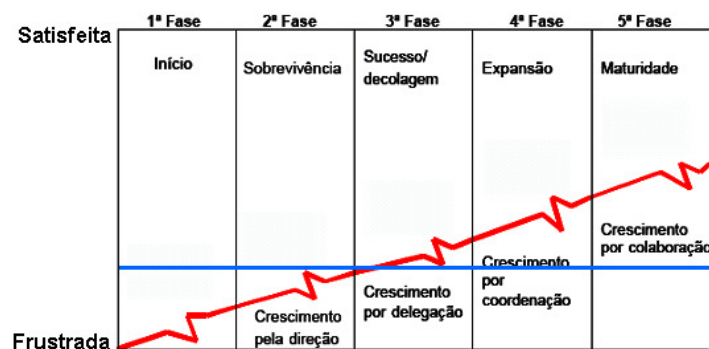 1ª Fase
2ª Fase
3ª Fase
4ª Fase
5ª Fase
Satisfeita
Início
Sobrevivência
Sucesso/
decolagem
Expansão
Maturidade
Crescimento
por colaboração
Crescimento
por
coordenação
Crescimento
por delegação
Crescimento
pela direção
Frustrada